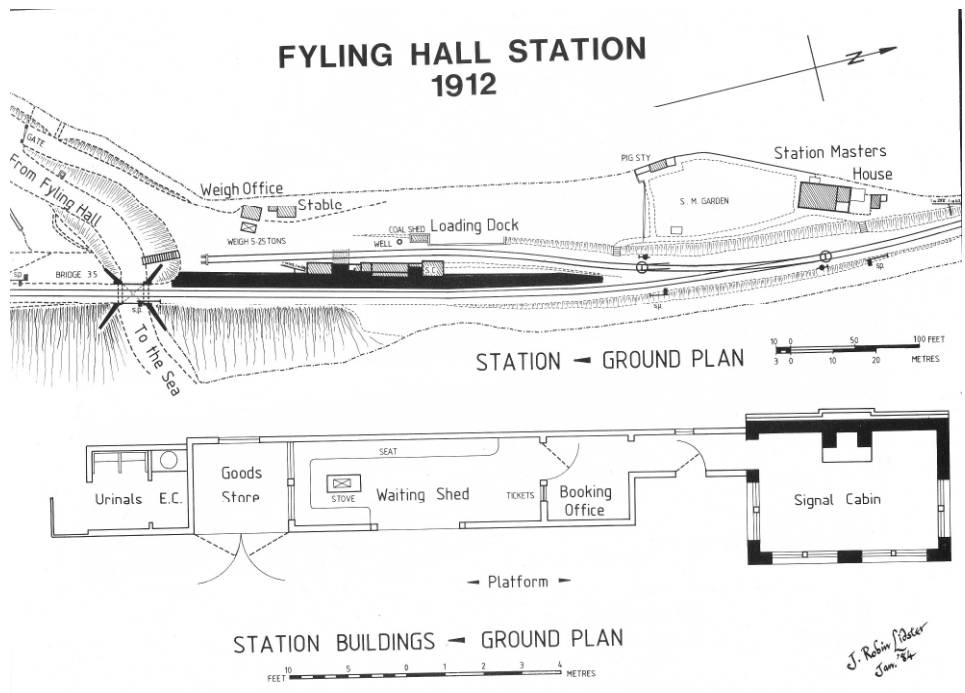 FYLING HALL STATION
1912
N
GATE
From Fyling Hall
Weigh Office
Stable
WEIGH 5·25 TONS
COAL SHED
WELL
Loading Dock
PIG STY
Station Masters
House
S. M. GARDEN
sp
BRIDGE 35
S.C.
s.p.
sp
s.p.
To the Sea
10 0 50 100 FEET
3 0 10 20 METRES
STATION GROUND PLAN
Urinals
E.C.
Goods
Store
SEAT
STOVE
Waiting Shed
TICKETS
Booking
Office
Signal Cabin
Platform
STATION BUILDINGS GROUND PLAN
FEET 10 5 0 1 2 3 4 METRES
J. Robin Lidster
Jan. '84